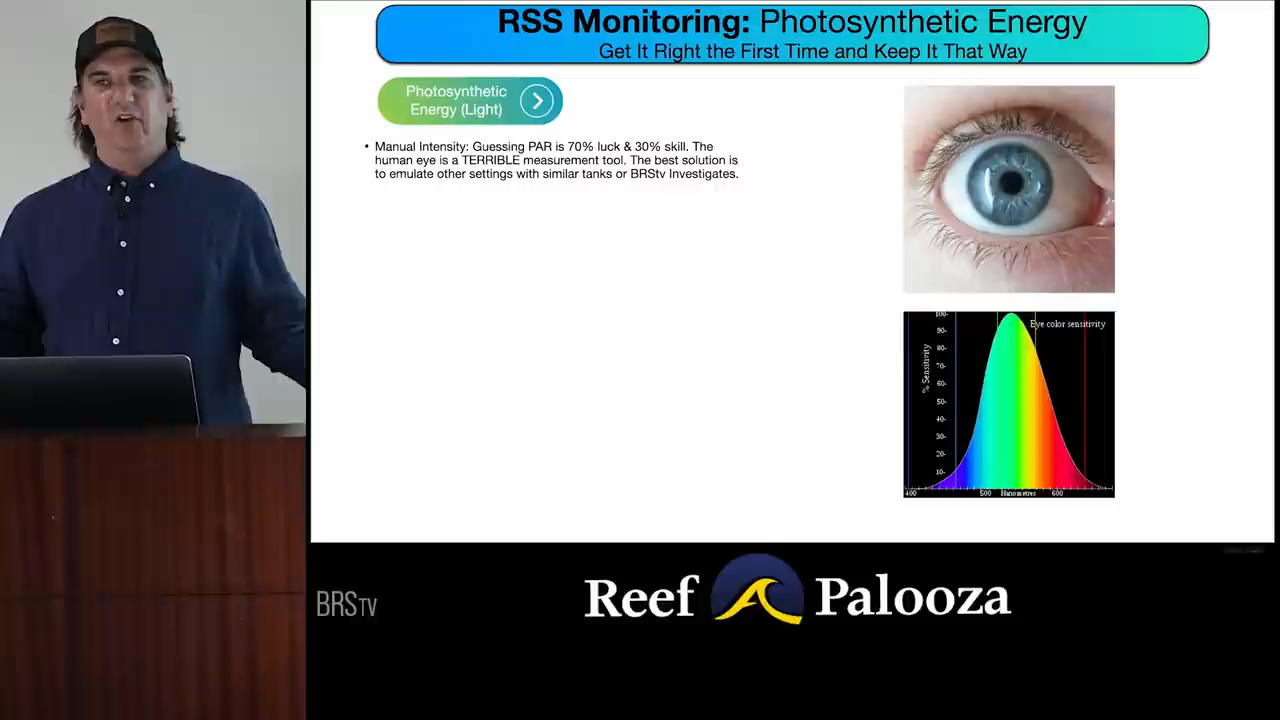 RSS Monitoring: Photosynthetic Energy
Get It Right the First Time and Keep It That Way
Photosynthetic
Energy (Light)
• Manual Intensity: Guessing PAR is 70% luck & 30% skill. The
human eye is a TERRIBLE measurement tool. The best solution is
to emulate other settings with similar tanks or BRStv Investigates.
Eye color sensitivity
% Sensitivity
100-
90-
80-
70-
60-
50-
40-
30-
20-
10-
400 500 Nanometres 600
BRSTV
Reef Palooza